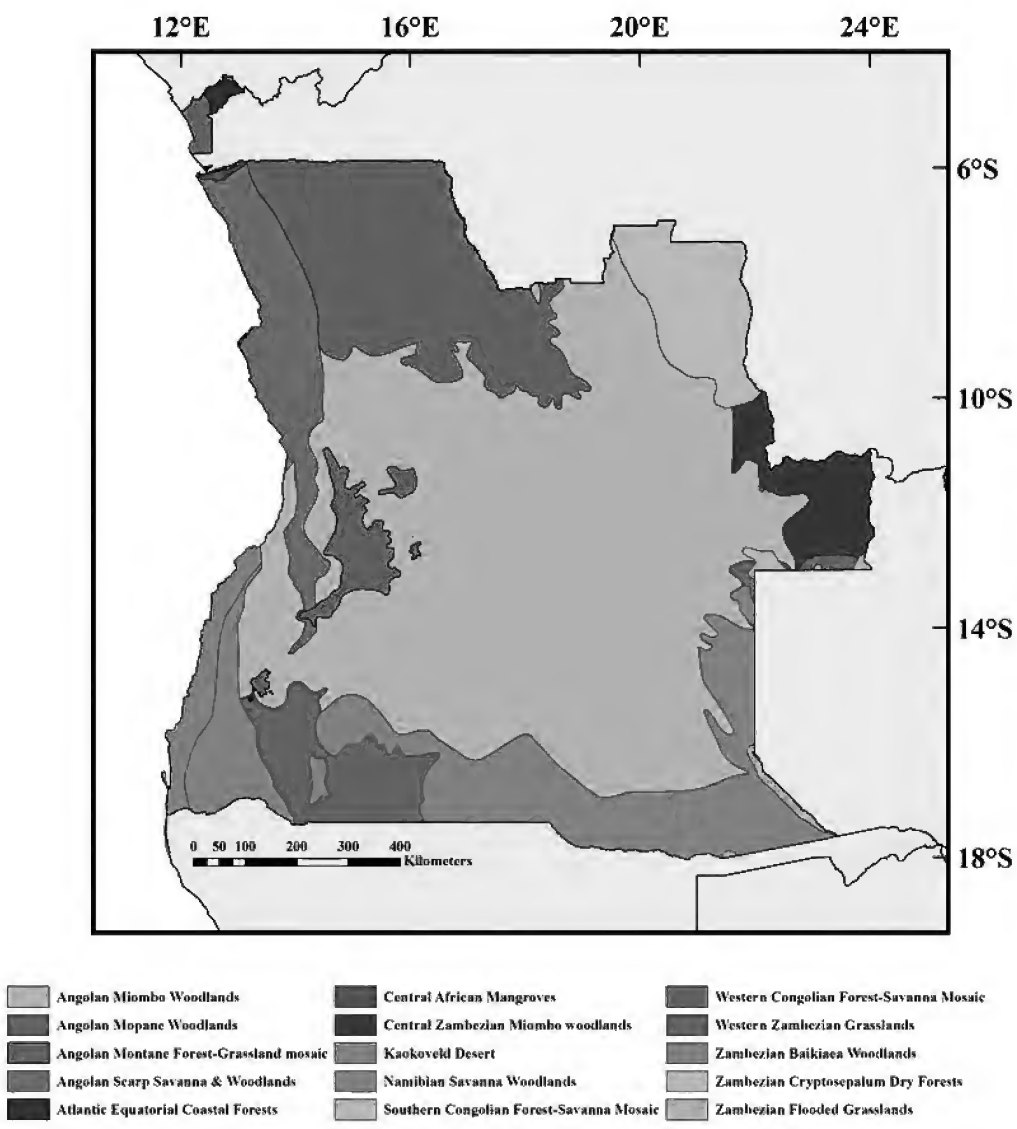 12°E 16°E 20°E 24°E
6°S
10°S
14°S
18°S
0 50 100 200 300 400
Kilometers
Angolan Miombo Woodlands
Angolan Mopane Woodlands
Angolan Montane Forest-Grassland mosaic
Angolan Scarp Savanna & Woodlands
Atlantic Equatorial Coastal Forests
Central African Mangroves
Central Zambezian Miombo woodlands
Kaokoveld Desert
Namibian Savanna Woodlands
Southern Congolian Forest-Savanna Mosaic
Western Congolian Forest-Savanna Mosaic
Western Zambezian Grasslands
Zambezian Baikiaea Woodlands
Zambezian Cryptosepalum Dry Forests
Zambezian Flooded Grasslands